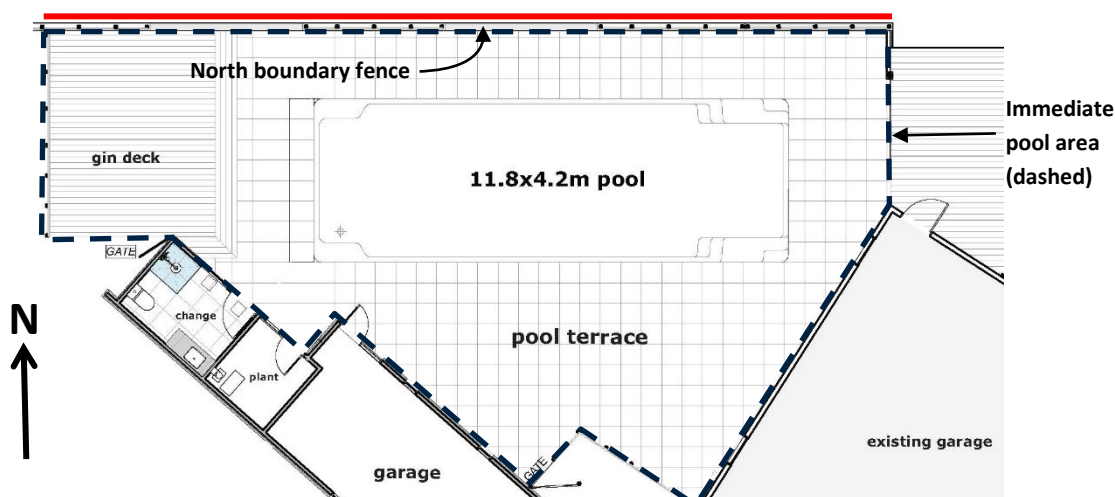 North boundary fence
Immediate
pool area
(dashed)
gin deck
11.8x4.2m pool
GATE
N
change
pool terrace
plant
existing garage
garage
GATE